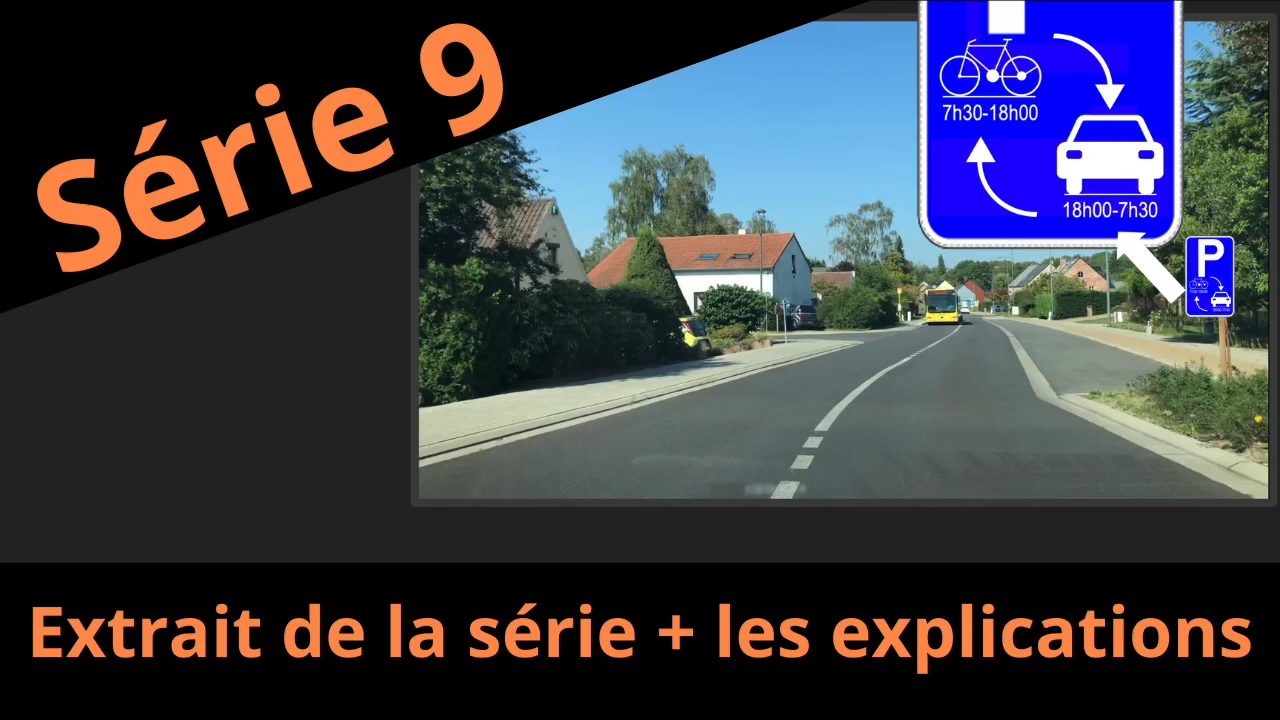 Série 9
7h30-18h00
18h00-7h30
P
Extrait de la série + les explications